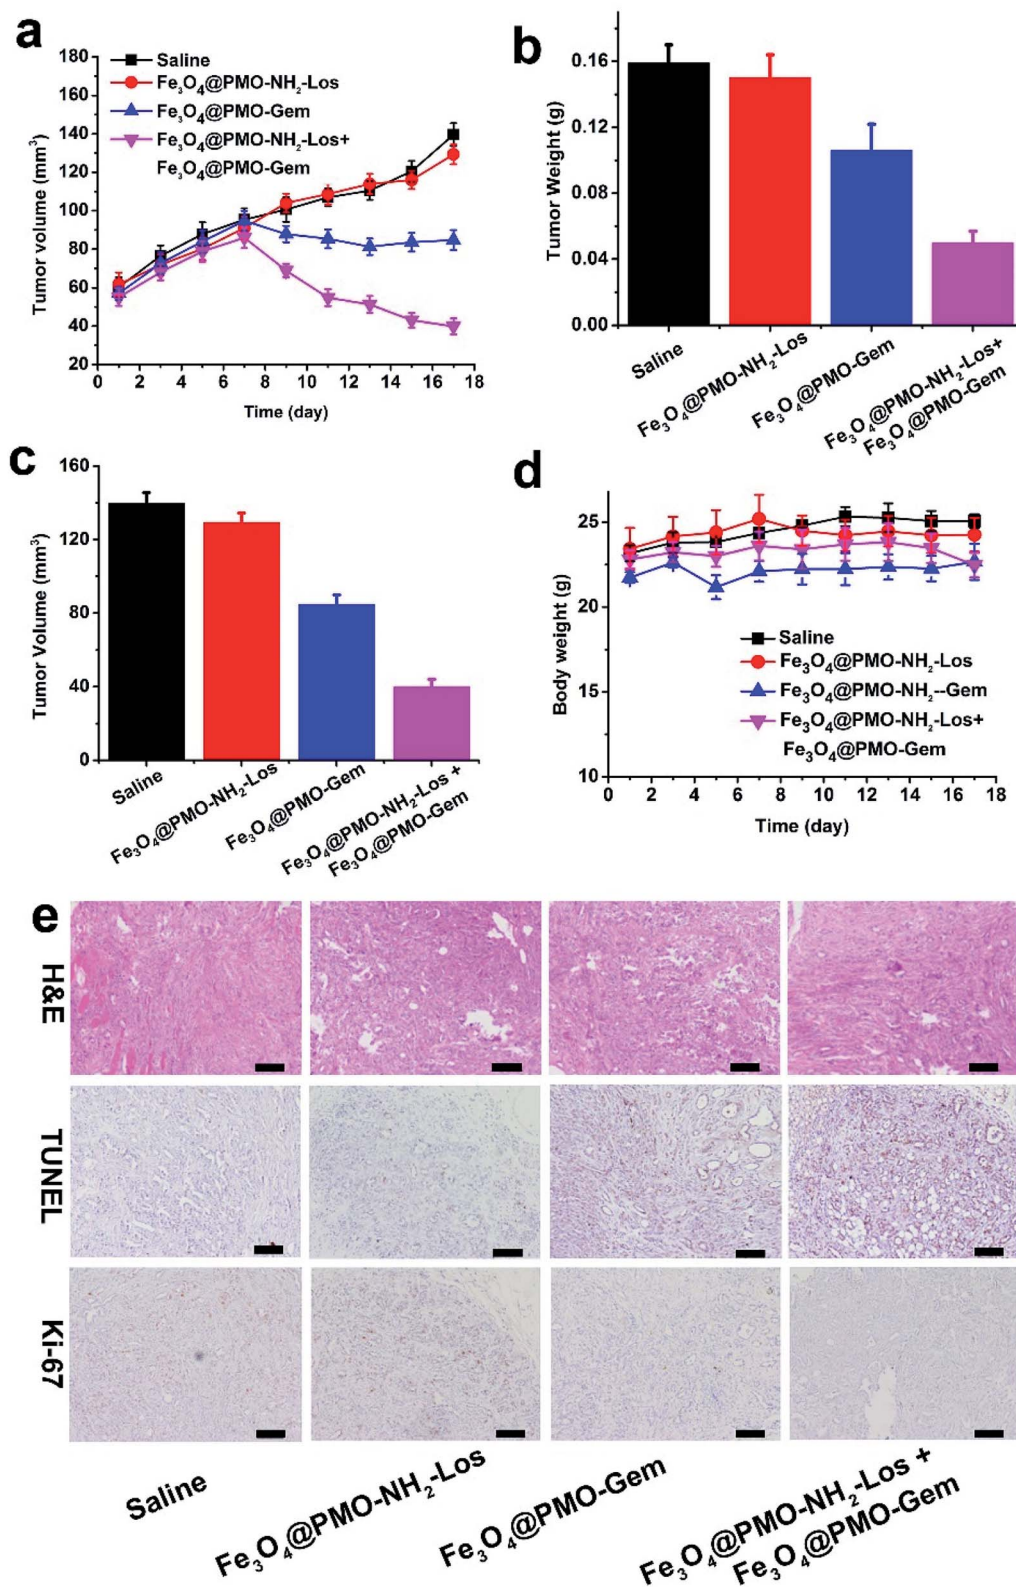 a
180
160
140
120
100
80
60
40
20
Tumor volume (mm³)
Saline
Fe₃O₄@PMO-NH₂-Los
Fe₃O₄@PMO-Gem
Fe₃O₄@PMO-NH₂-Los+
Fe₃O₄@PMO-Gem
0 2 4 6 8 10 12 14 16 18
Time (day)
b
0.16
0.12
0.08
0.04
0.00
Tumor Weight (g)
Saline
Fe₃O₄@PMO-NH₂-Los
Fe₃O₄@PMO-Gem
Fe₃O₄@PMO-NH₂-Los+
Fe₃O₄@PMO-Gem
c
160
120
80
40
0
Tumor Volume (mm³)
Saline
Fe₃O₄@PMO-NH₂-Los
Fe₃O₄@PMO-Gem
Fe₃O₄@PMO-NH₂-Los +
Fe₃O₄@PMO-Gem
d
25
20
15
10
Body weight (g)
Saline
Fe₃O₄@PMO-NH₂-Los
Fe₃O₄@PMO-NH₂--Gem
Fe₃O₄@PMO-NH₂-Los+
Fe₃O₄@PMO-Gem
0 2 4 6 8 10 12 14 16 18
Time (day)
e
H&E
TUNEL
Ki-67
Saline
Fe₃O₄@PMO-NH₂-Los
Fe₃O₄@PMO-Gem
Fe₃O₄@PMO-NH₂-Los +
Fe₃O₄@PMO-Gem